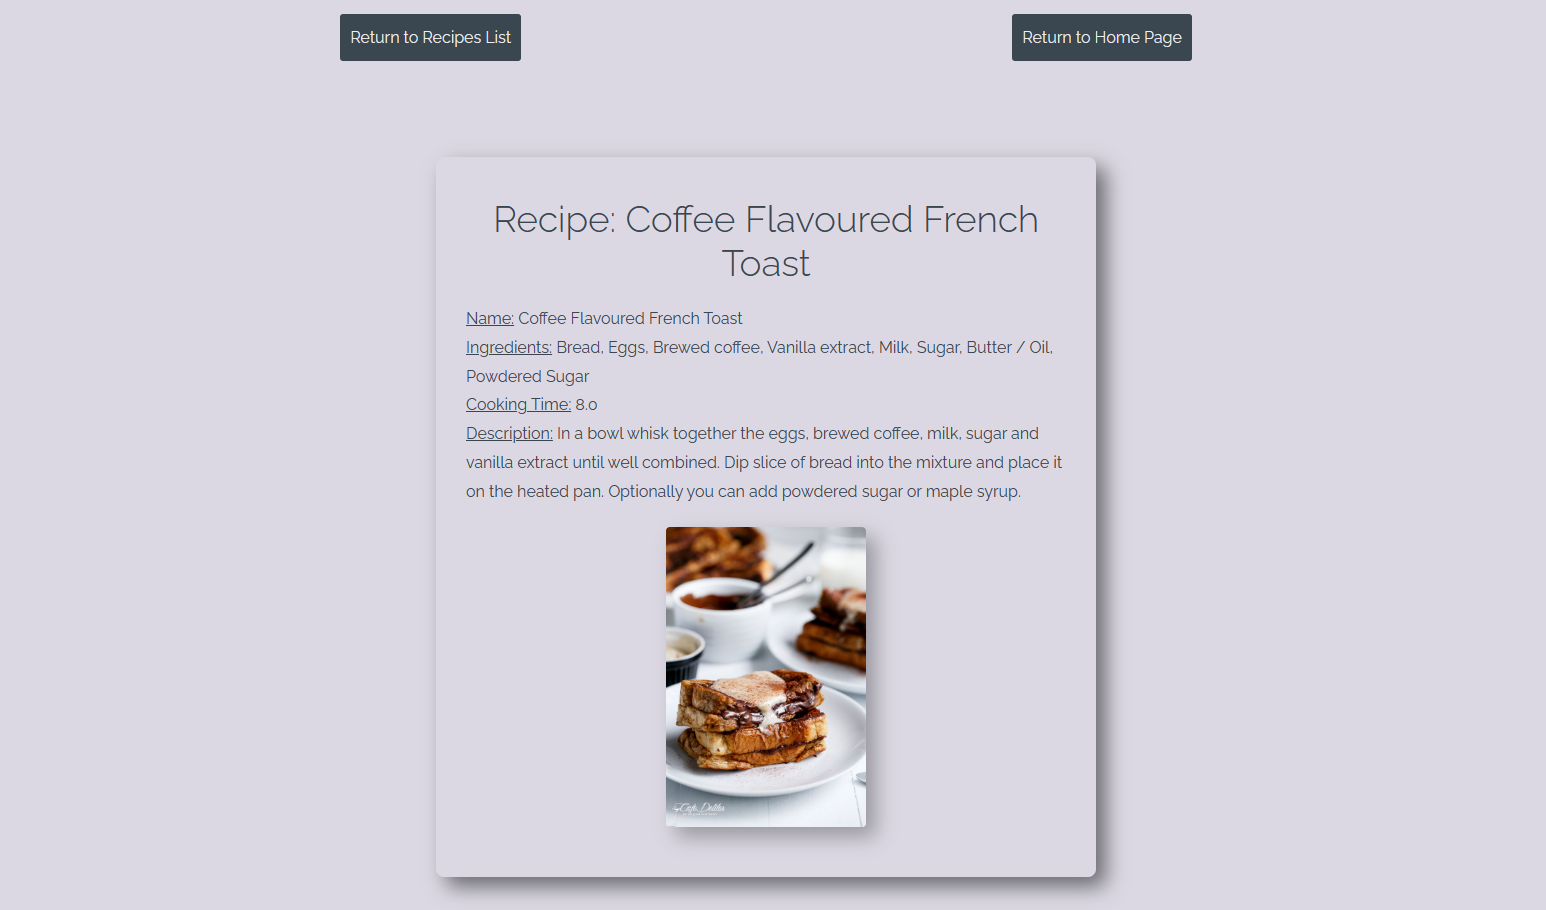 Return to Recipes List
Return to Home Page
Recipe: Coffee Flavoured French
Toast
Name: Coffee Flavoured French Toast
Ingredients: Bread, Eggs, Brewed coffee, Vanilla extract, Milk, Sugar, Butter / Oil,
Powdered Sugar
Cooking Time: 8.0
Description: In a bowl whisk together the eggs, brewed coffee, milk, sugar and
vanilla extract until well combined. Dip slice of bread into the mixture and place it
on the heated pan. Optionally you can add powdered sugar or maple syrup.
Cafe Delites